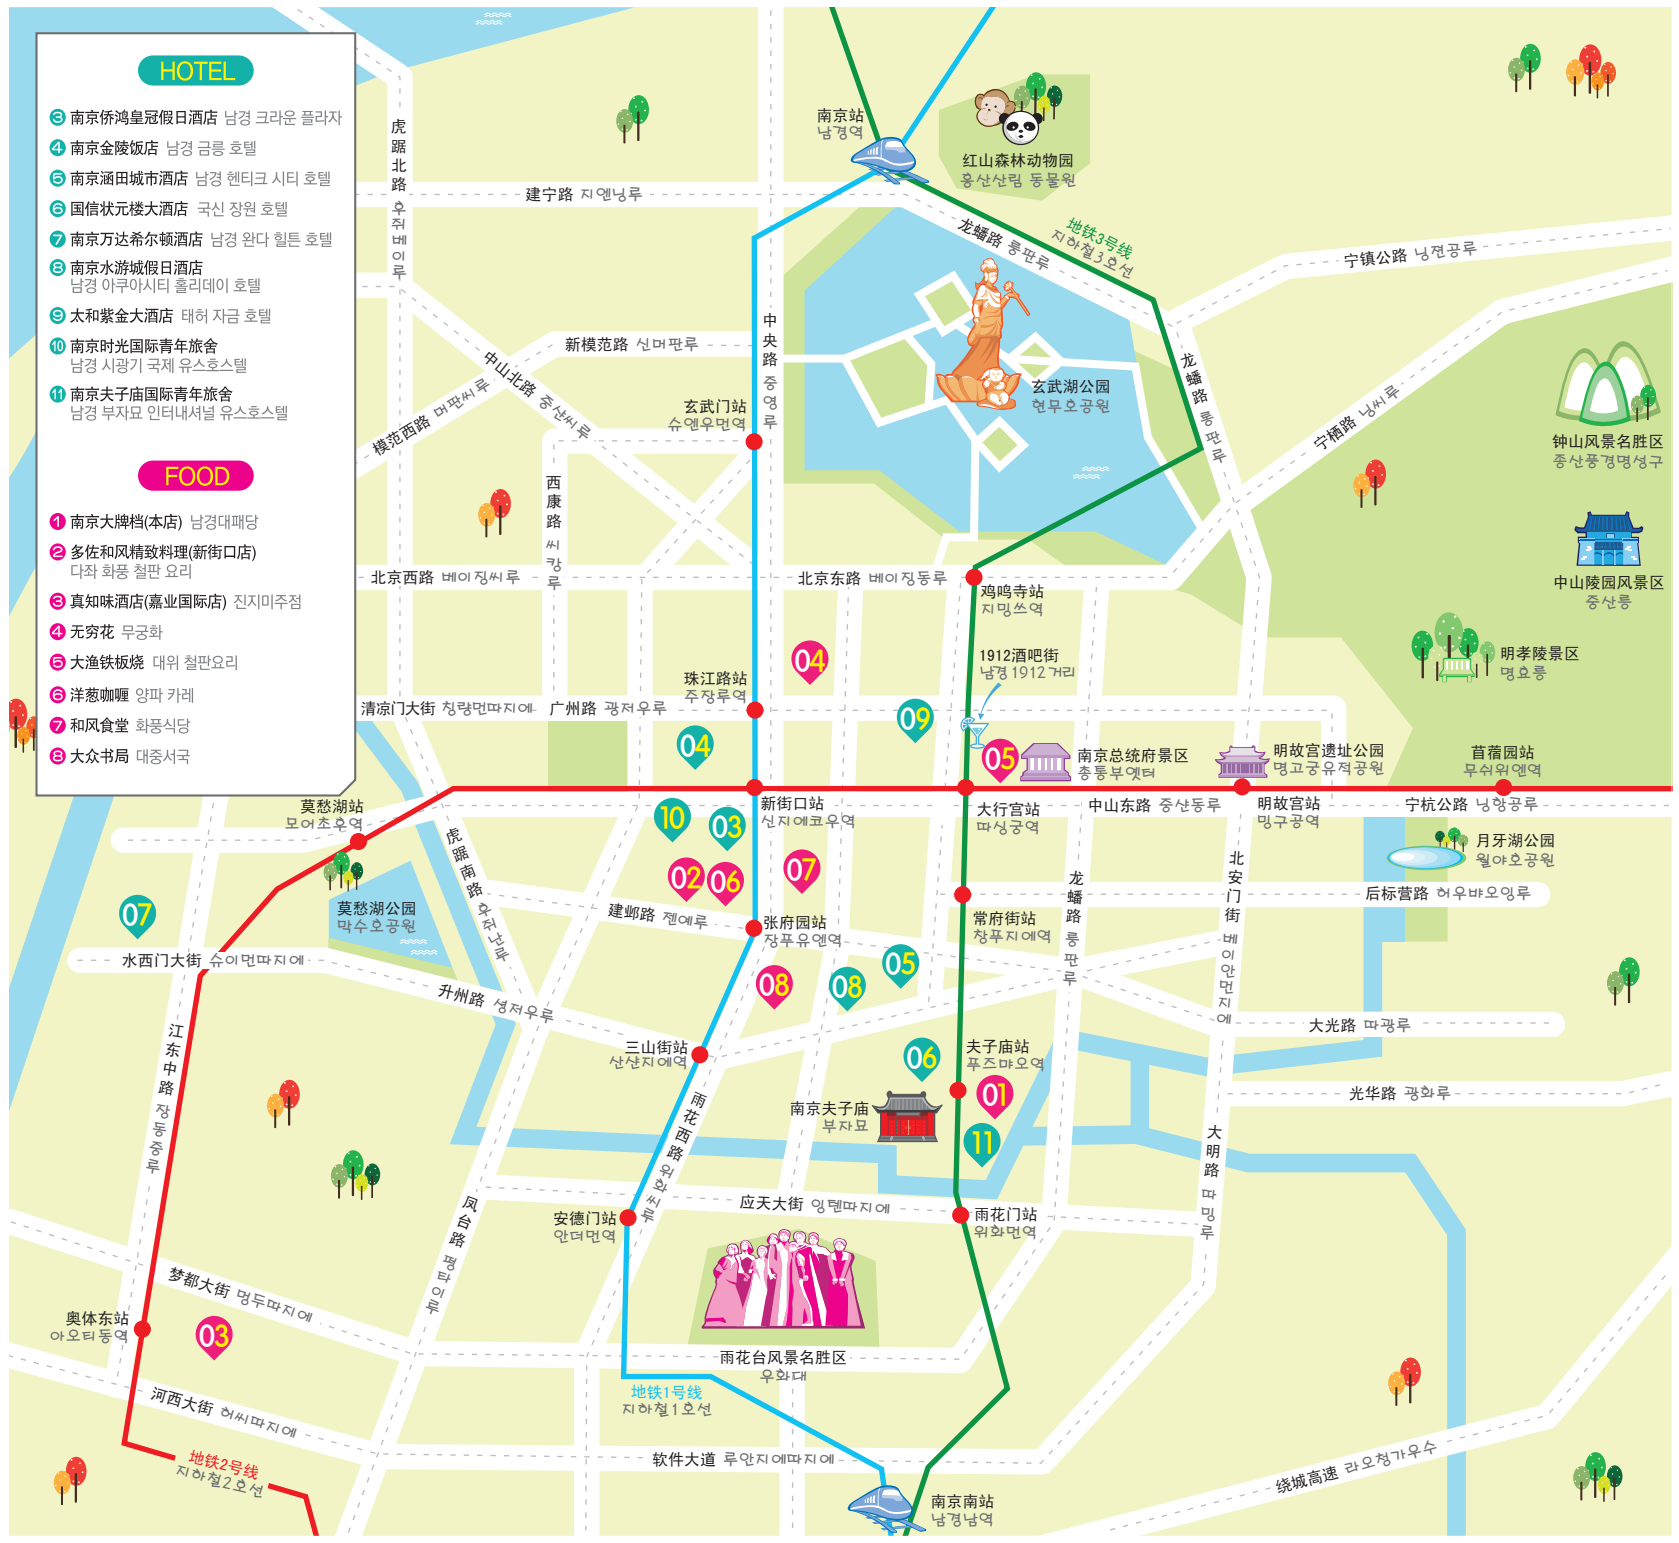 HOTEL
3 南京侨鸿皇冠假日酒店 남경 크라운 플라자
4 南京金陵饭店 남경 금릉 호텔
5 南京涵田城市酒店 남경 헨티크 시티 호텔
6 国信状元楼大酒店 국신 장원 호텔
7 南京万达希尔顿酒店 남경 완다 힐튼 호텔
8 南京水游城假日酒店
남경 아쿠아시티 홀리데이 호텔
9 太和紫金大酒店 태허 자금 호텔
10 南京时光国际青年旅舍
남경 시광기 국제 유스호스텔
11 南京夫子庙国际青年旅舍
남경 부자묘 인터내셔널 유스호스텔
FOOD
1 南京大牌档(本店) 남경대패당
2 多佐和风精致料理(新街口店)
다좌 화풍 철판 요리
3 真知味酒店(嘉业国际店) 진지미주점
4 无穷花 무궁화
5 大渔铁板烧 대위 철판요리
6 洋葱咖喱 양파 카레
7 和风食堂 화풍식당
8 大众书局 대중서국
虎踞北路 후쥐베이루
南京站
남경역
红山森林动物园
홍산산림 동물원
建宁路 지엔닝루
龙蟠路 룽판루
地铁3号线
지하철3호선
宁镇公路 닝젼공루
中央路 중영루
新模范路 신머판루
中山北路 중샨씨루
模范西路 머판씨루
玄武门站
슈엔우먼역
玄武湖公园
현무호공원
龙蟠路 룽판루
宁栖路 닝씨루
钟山风景名胜区
종산풍경명성구
西康路 씨캉루
中山陵园风景区
중산릉
北京西路 베이징씨루
北京东路 베이징동루
鸡鸣寺站
지밍쓰역
明孝陵景区
명효릉
1912酒吧街
남경1912거리
04
珠江路站
주장루역
清凉门大街 칭량먼따지에
广州路 광저우루
09
04
05
南京总统府景区
총통부옛터
明故宫遗址公园
명고궁유적공원
苜蓿园站
무쉬위엔역
莫愁湖站
모어초우역
新街口站
신지에코우역
大行宫站
따싱궁역
中山东路 중샨동루
明故宫站
밍구공역
宁杭公路 닝항공루
10
03
虎踞南路 후쥐난루
月牙湖公园
월야호공원
02
06
07
龙蟠路 룽판루
北安门街 베이안먼지에
后标营路 허우뱌오잉루
莫愁湖公园
막수호공원
07
建邺路 젠예루
张府园站
장푸유엔역
常府街站
창푸지에역
水西门大街 슈이먼따지에
05
08
08
升州路 셩저우루
大光路 따광루
江东中路 장동중루
三山街站
산샨지에역
06
夫子庙站
푸즈먀오역
光华路 광화루
01
南京夫子庙
부자묘
11
雨花西路 위화씨루
大明路 따밍루
凤台路 펑타이루
应天大街 잉텐따지에
安德门站
안더먼역
雨花门站
위화먼역
梦都大街 멍두따지에
奥体东站
아오티동역
03
雨花台风景名胜区
우화대
地铁1号线
지하철1호선
河西大街 허씨따지에
地铁2号线
지하철2호선
软件大道 루안지에따지에
绕城高速 라오청가우수
南京南站
남경남역